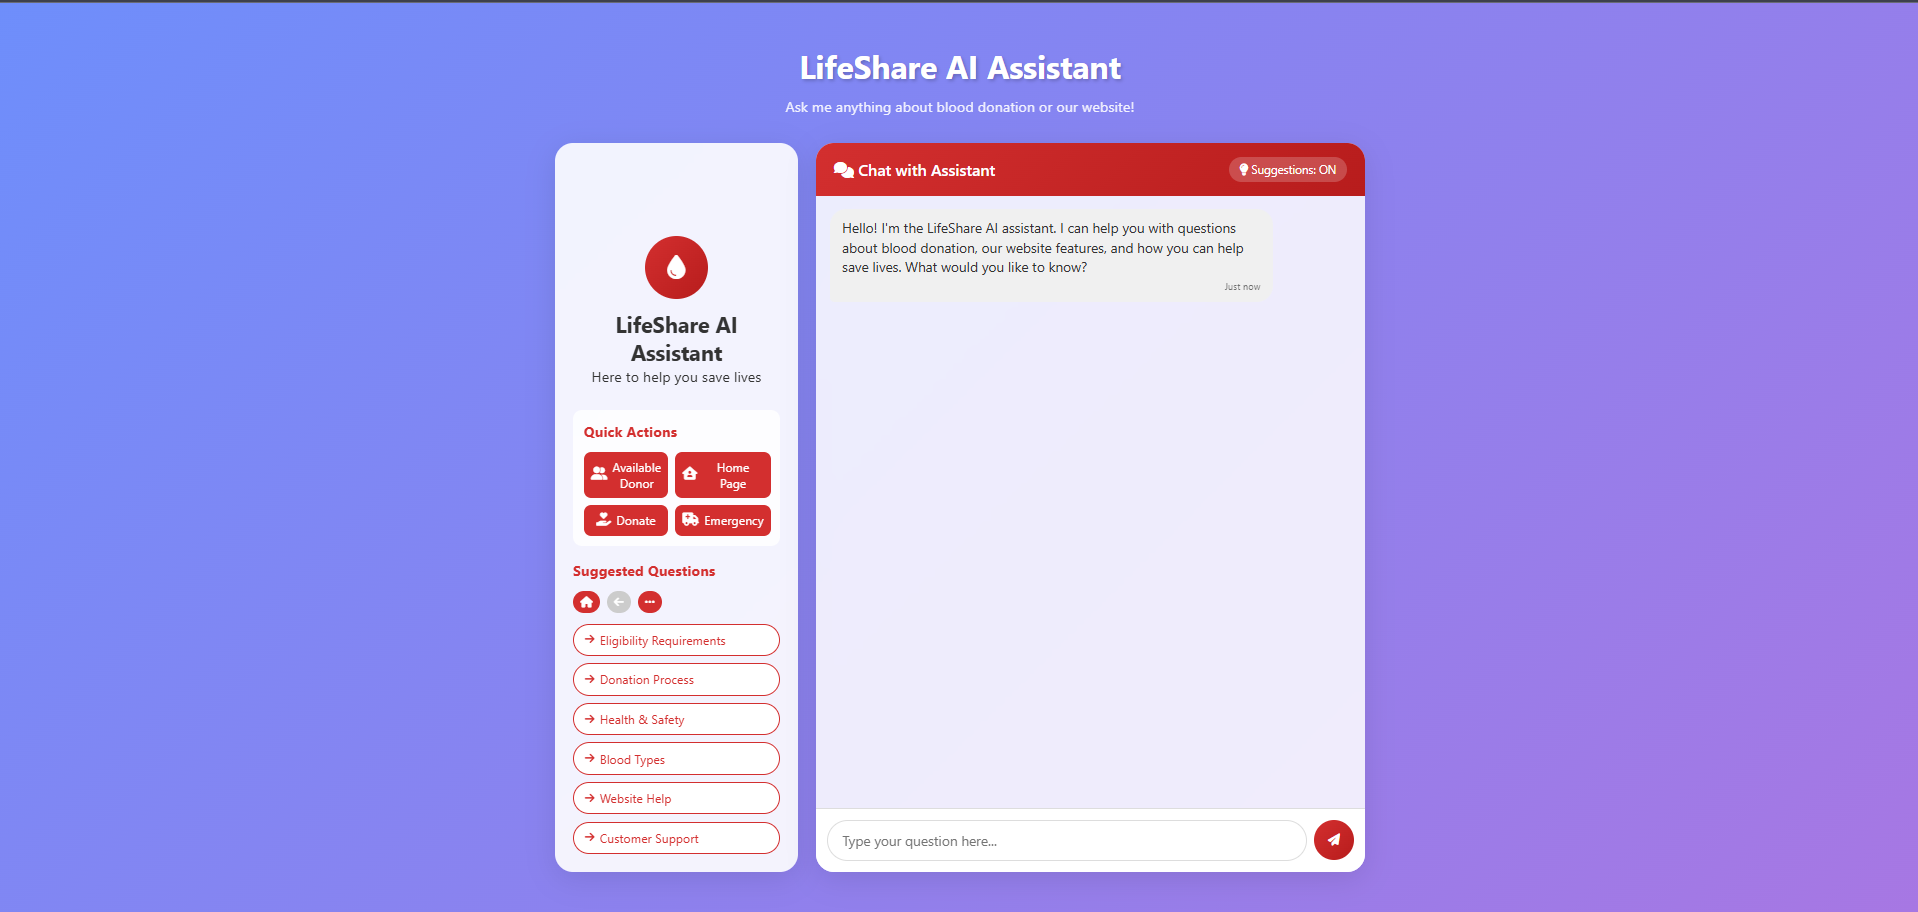 LifeShare AI Assistant
Ask me anything about blood donation or our website!
LifeShare AI
Assistant
Here to help you save lives
Quick Actions
Available
Donor
Home
Page
Donate
Emergency
Suggested Questions
Eligibility Requirements
Donation Process
Health & Safety
Blood Types
Website Help
Customer Support
Chat with Assistant
Suggestions: ON
Hello! I'm the LifeShare AI assistant. I can help you with questions
about blood donation, our website features, and how you can help
save lives. What would you like to know?
Just now
Type your question here...